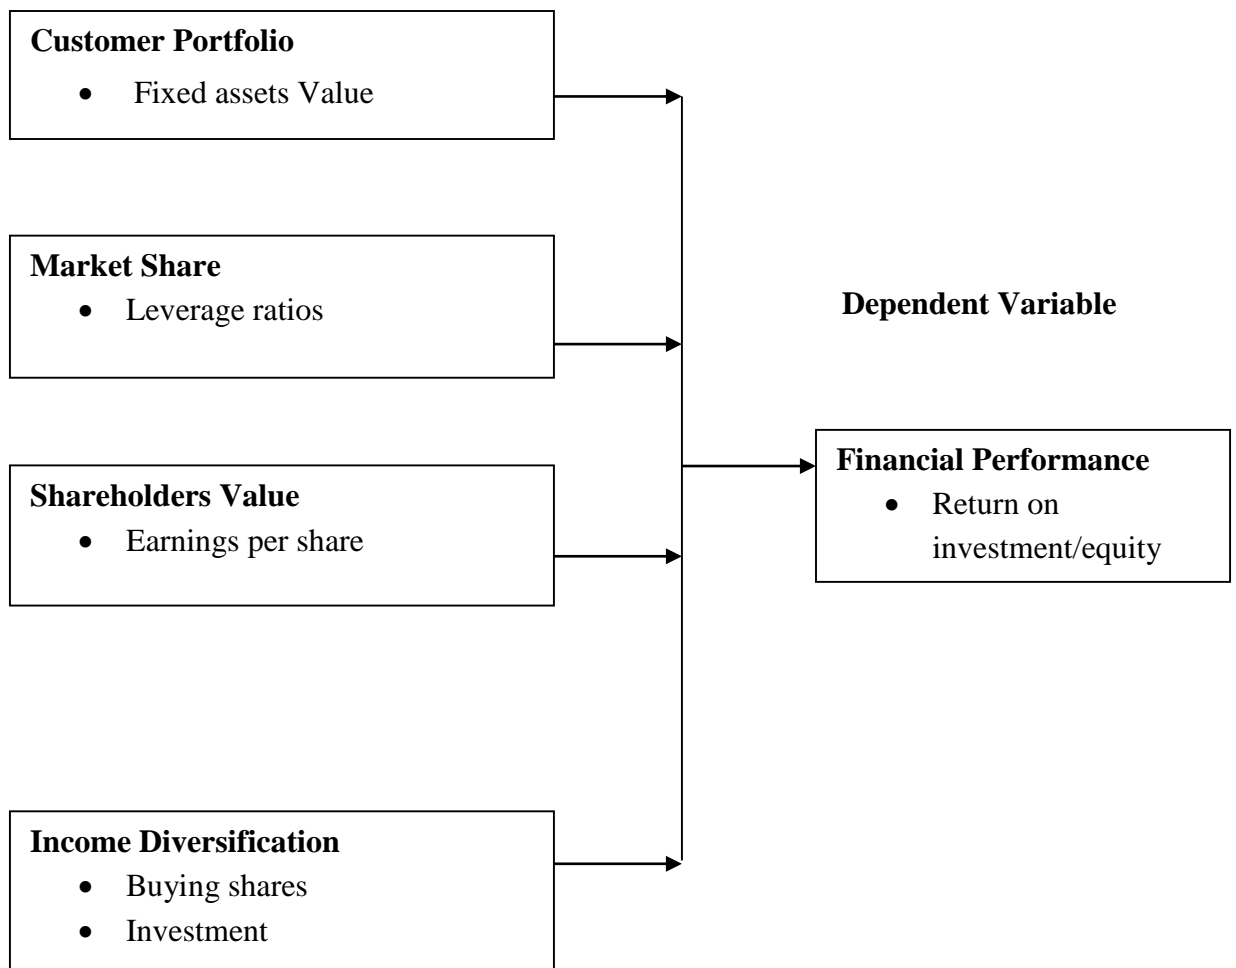 Customer Portfolio
• Fixed assets Value
Market Share
• Leverage ratios
Shareholders Value
• Earnings per share
Income Diversification
• Buying shares
• Investment
Dependent Variable
Financial Performance
• Return on
investment/equity